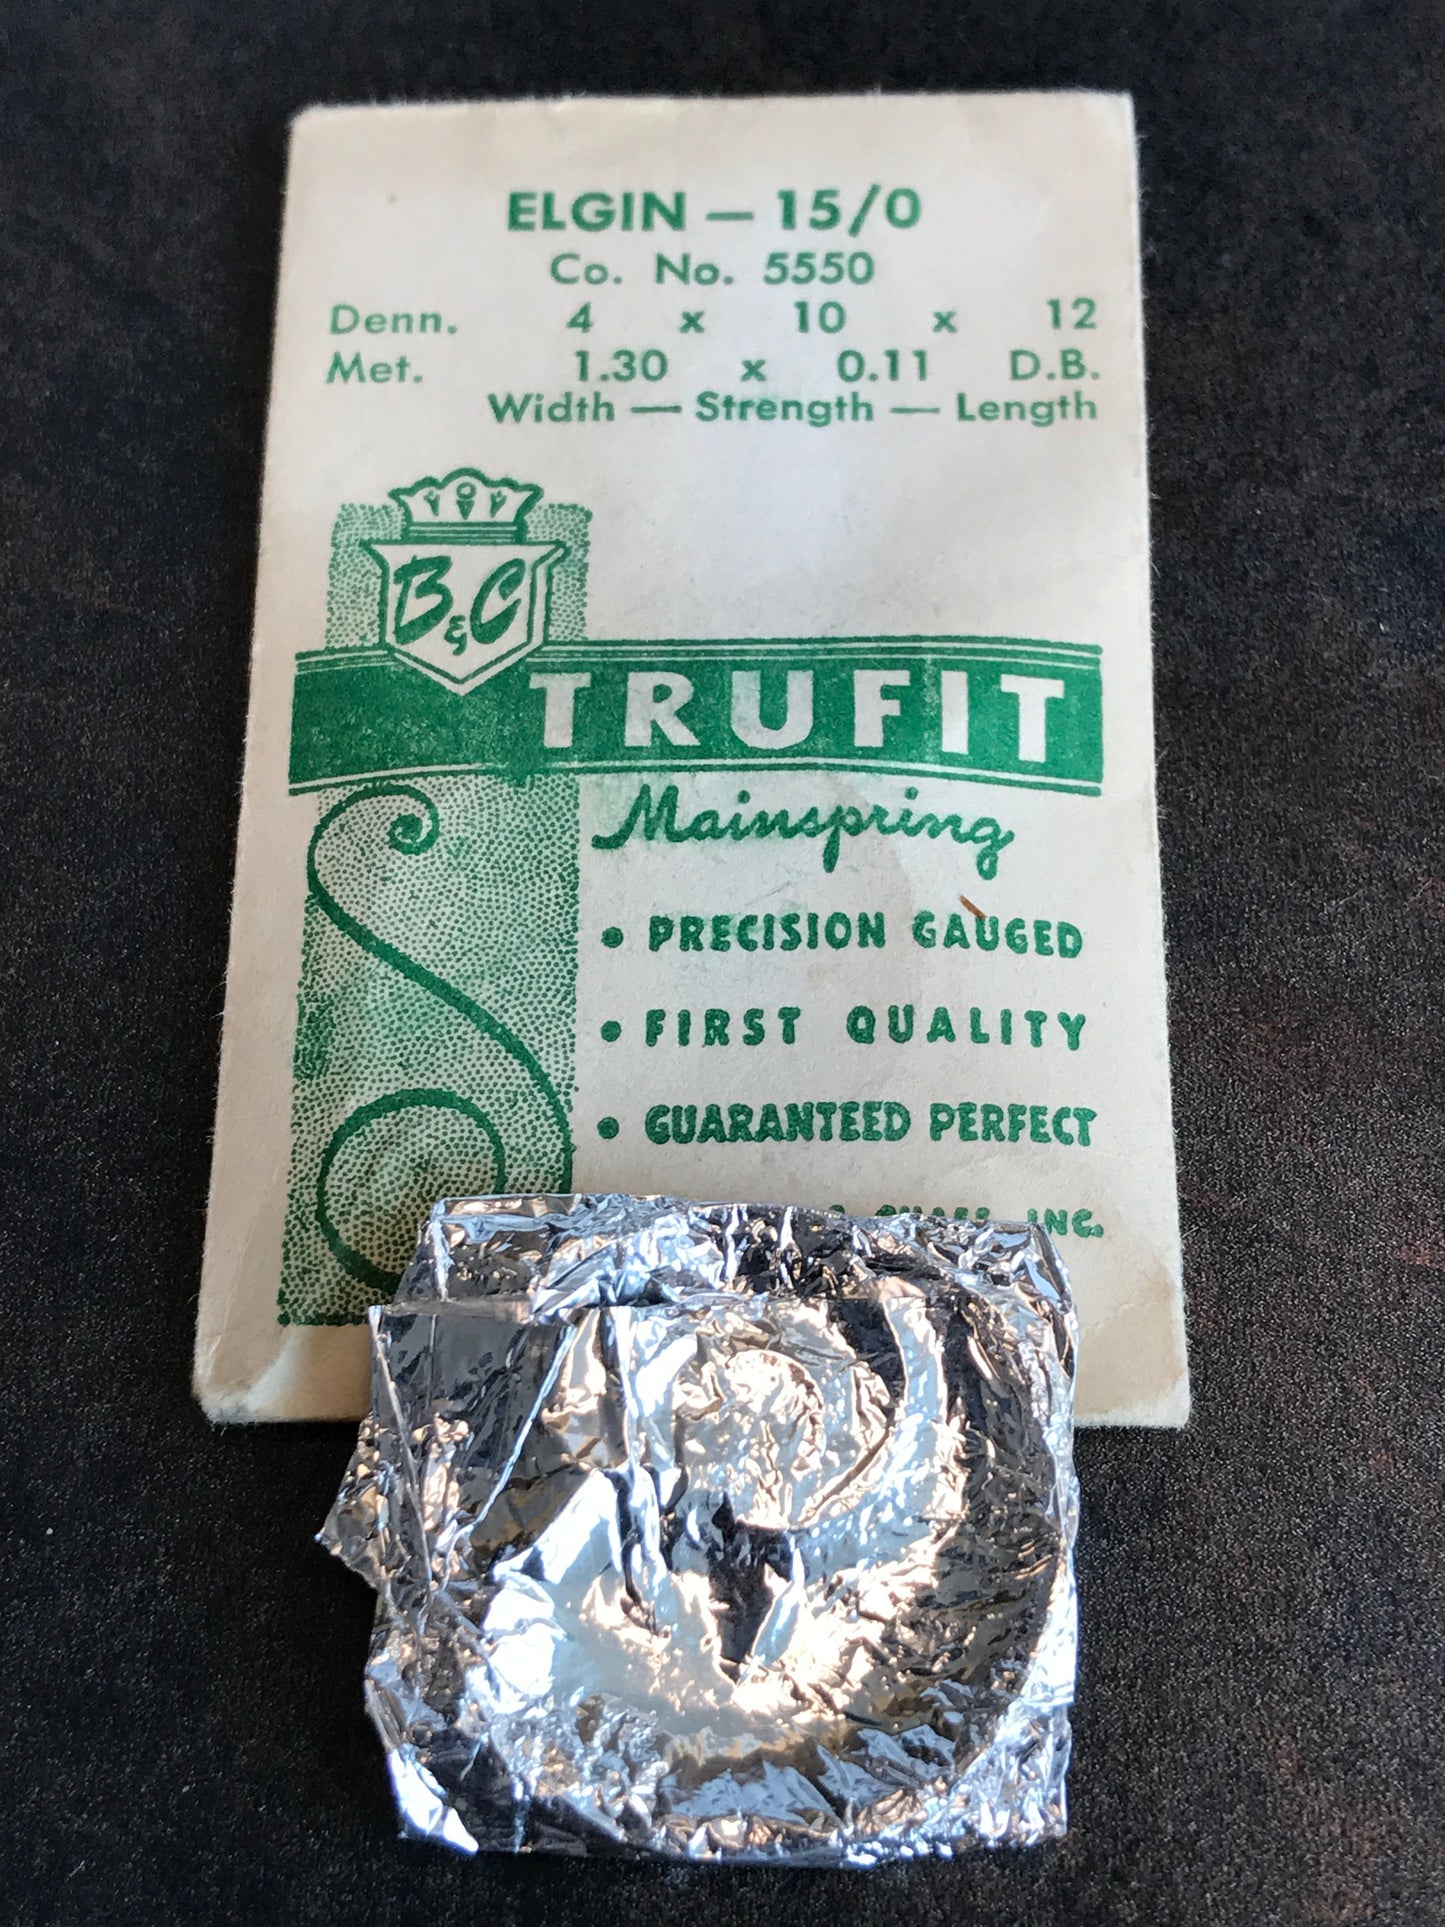 ELGIN — 15/0
Co. No. 5550
Denn. 4 x 10 x 12
Met. 1.30 x 0.11 D.B.
Width — Strength — Length
B&C
TRUFIT
Mainspring
• PRECISION GAUGED
• FIRST QUALITY
• GUARANTEED PERFECT
INC.